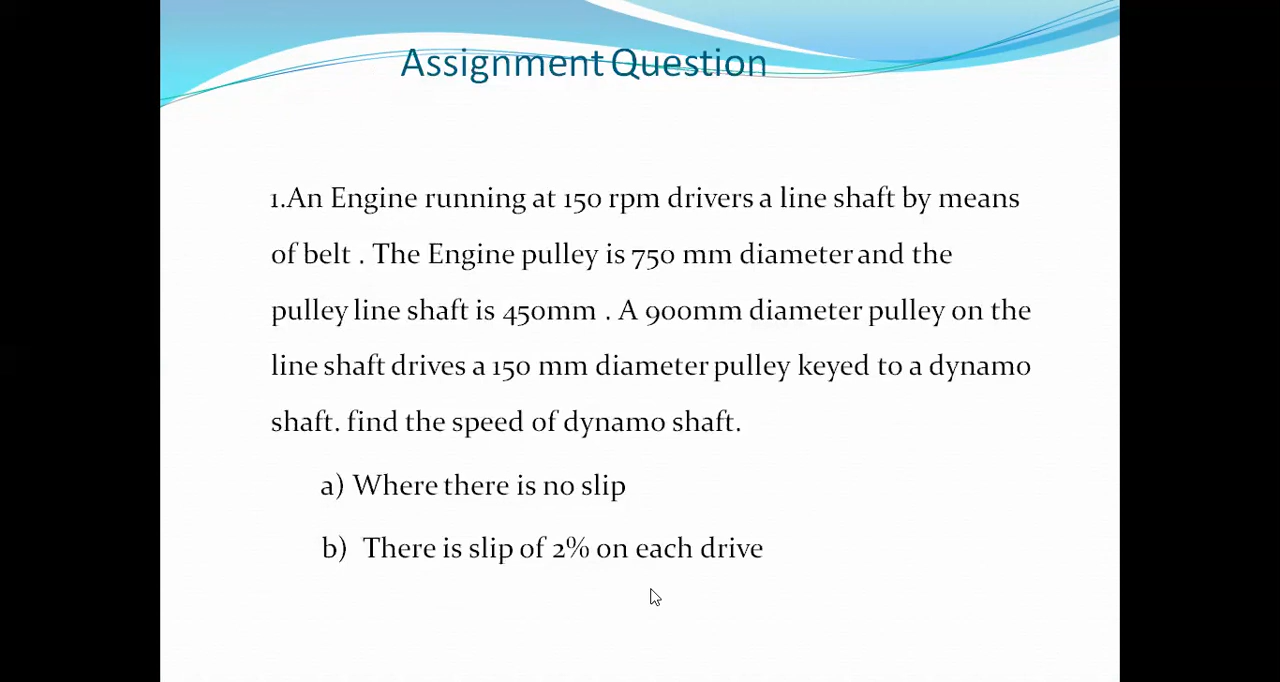 Assignment Question
1.An Engine running at 150 rpm drivers a line shaft by means
of belt . The Engine pulley is 750 mm diameter and the
pulley line shaft is 450mm . A 900mm diameter pulley on the
line shaft drives a 150 mm diameter pulley keyed to a dynamo
shaft. find the speed of dynamo shaft.
a) Where there is no slip
b) There is slip of 2% on each drive